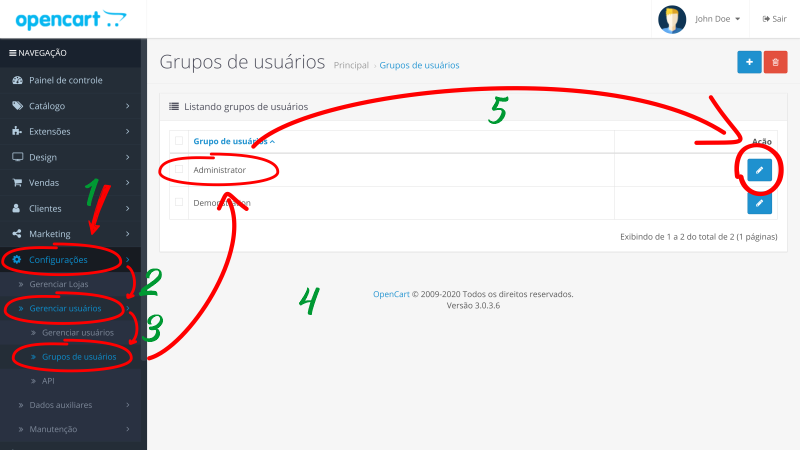 opencart
John Doe
Sair
NAVEGAÇÃO
Painel de controle
Catálogo
Extensões
Design
Vendas
Clientes
Marketing
Configurações
Gerenciar Lojas
Gerenciar usuários
Gerenciar usuários
Grupos de usuários
API
Dados auxiliares
Manutenção
1
2
3
Grupos de usuários
Principal › Grupos de usuários
Listando grupos de usuários
5
Grupo de usuários
Ação
Administrator
Demonstration
Exibindo de 1 a 2 do total de 2 (1 páginas)
4
OpenCart © 2009-2020 Todos os direitos reservados.
Versão 3.0.3.6